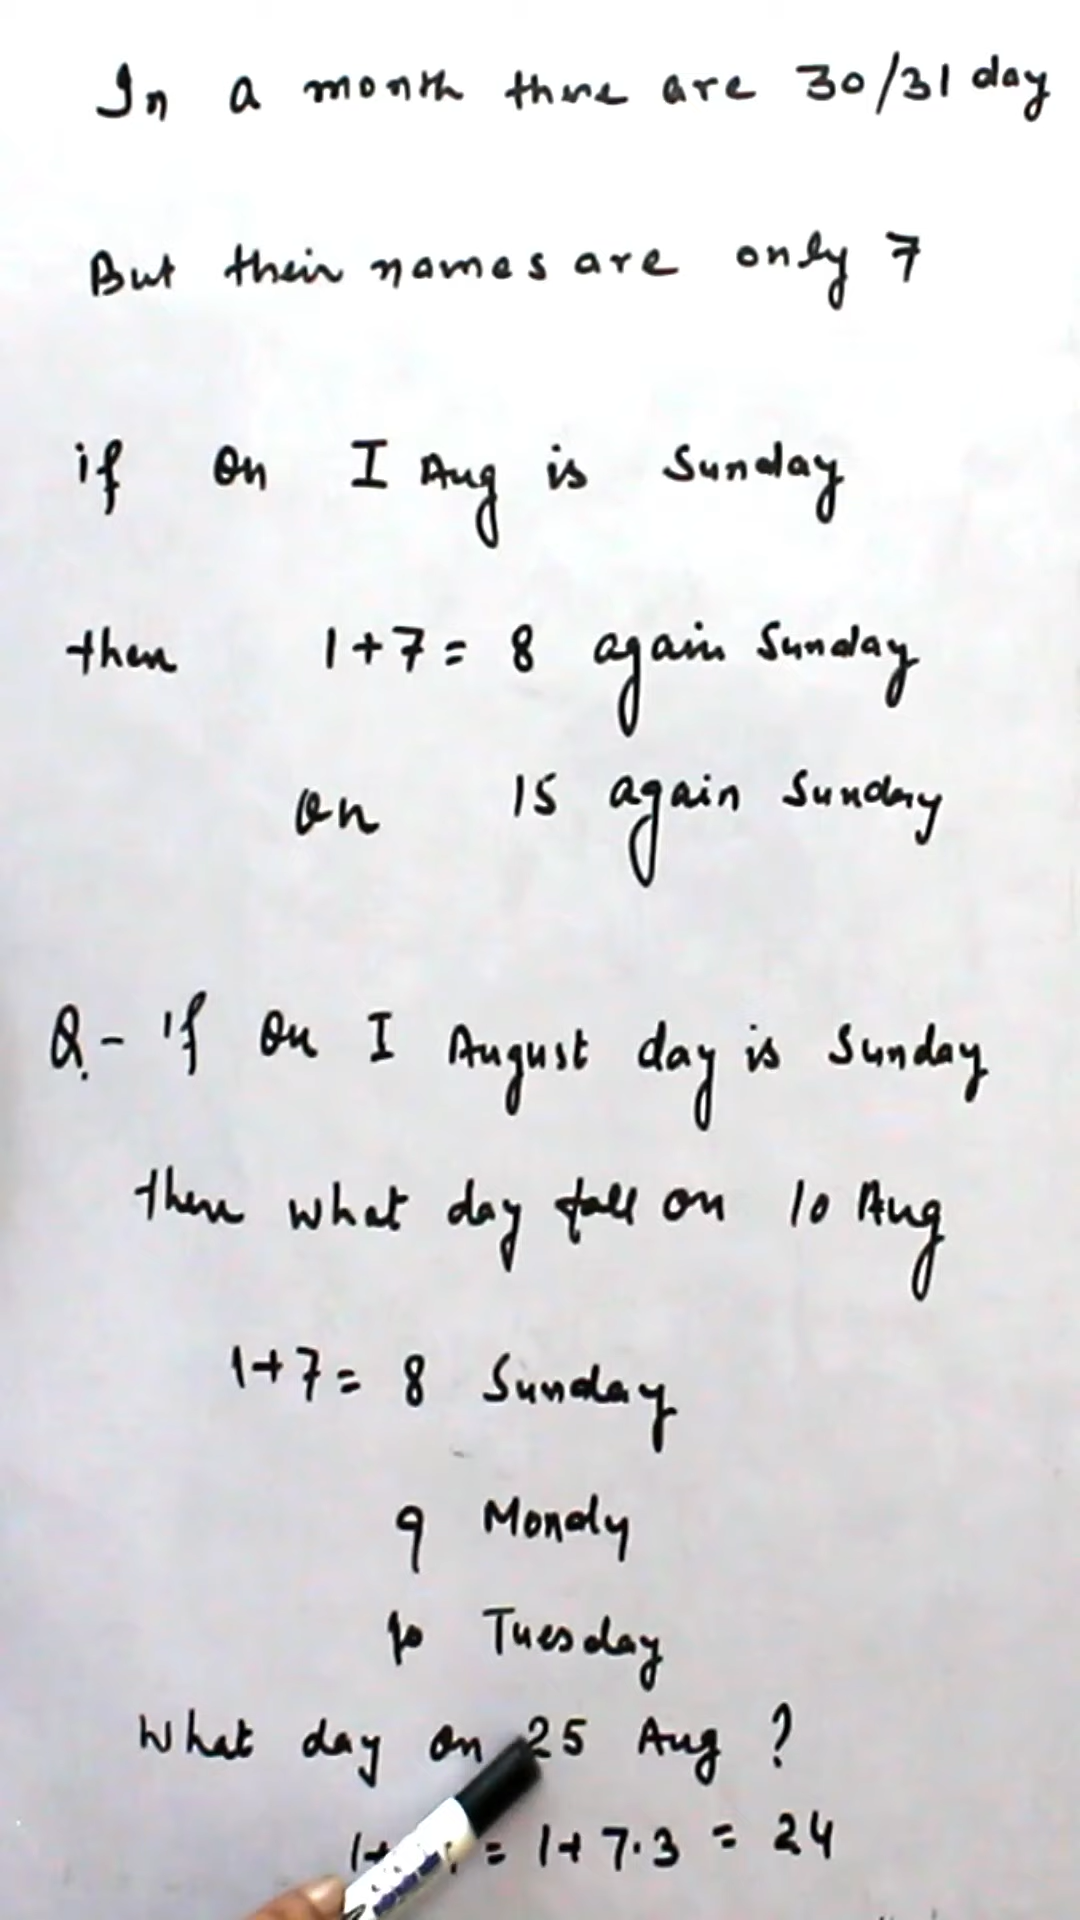 In a month there are 30/31 day
But their names are only 7
if on I Aug is Sunday
then 1+7= 8 again Sunday
on 15 again Sunday
Q.- if on I August day is Sunday
then what day fall on 10 Aug
1+7= 8 Sunday
9 Mondy
10 Tuesday
What day on 25 Aug ?
1+ = 1+7.3 = 24